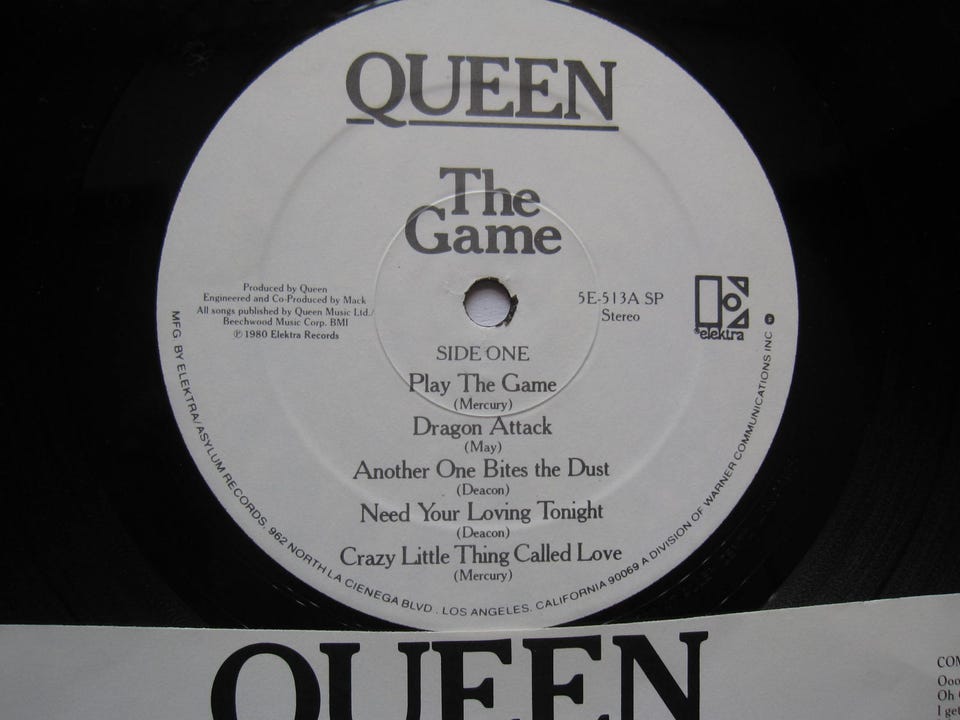 QUEEN
The
Game
Produced by Queen
Engineered and Co-Produced by Mack
All songs published by Queen Music Ltd./
Beechwood Music Corp. BMI
℗ 1980 Elektra Records
5E-513A SP
Stereo
elektra
SIDE ONE
Play The Game
(Mercury)
Dragon Attack
(May)
Another One Bites the Dust
(Deacon)
Need Your Loving Tonight
(Deacon)
Crazy Little Thing Called Love
(Mercury)
MFG. BY ELEKTRA/ASYLUM RECORDS, 962 NORTH LA CIENEGA BLVD. LOS ANGELES, CALIFORNIA 90069 A DIVISION OF WARNER COMMUNICATIONS INC
QUEEN
COM
Ooo
Oh
I get